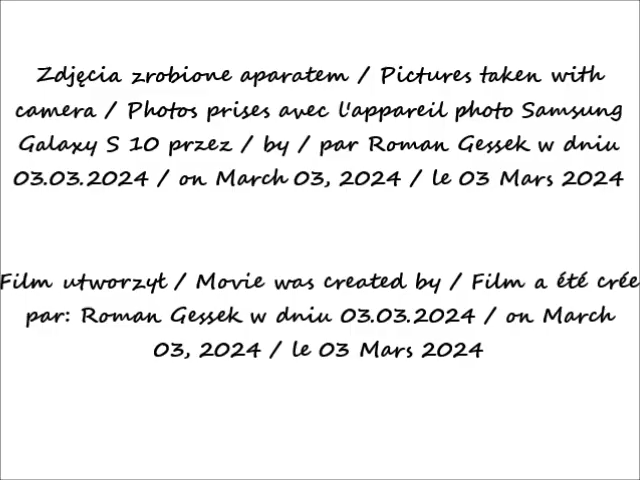 Zdjęcia zrobione aparatem / Pictures taken with
camera / Photos prises avec l'appareil photo Samsung
Galaxy S 10 przez / by / par Roman Gessek w dniu
03.03.2024 / on March 03, 2024 / le 03 Mars 2024
Film utworzył / Movie was created by / Film a été crée
par: Roman Gessek w dniu 03.03.2024 / on March
03, 2024 / le 03 Mars 2024